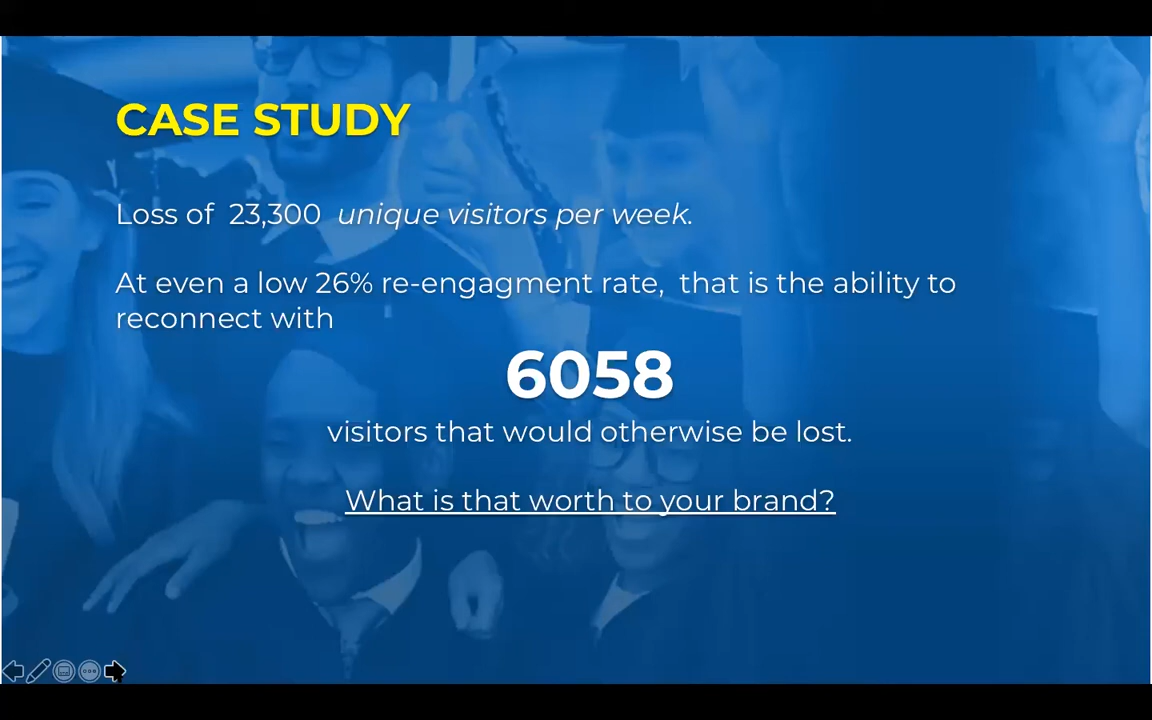 CASE STUDY
Loss of 23,300 unique visitors per week.
At even a low 26% re-engagment rate, that is the ability to
reconnect with
6058
visitors that would otherwise be lost.
What is that worth to your brand?